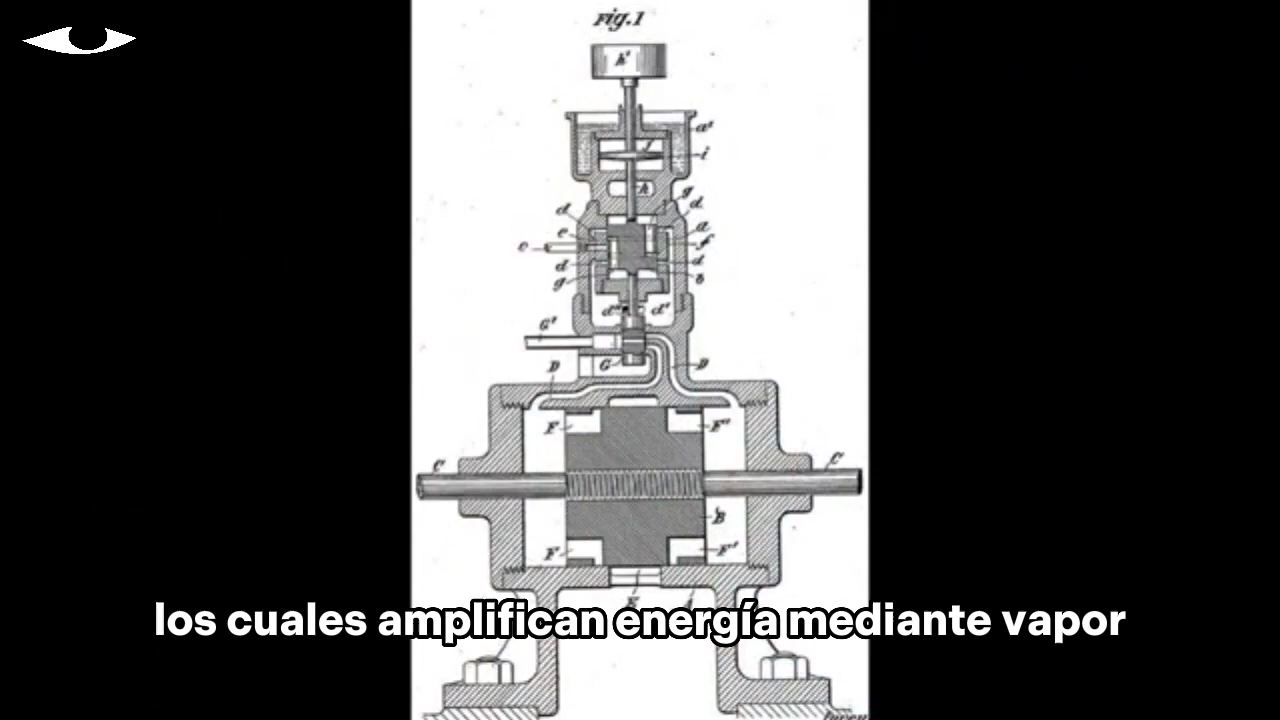 Fig.1
h'
a'
f
i
h
g
d
d
a
e
f
c
d
d
g
b
d''
d'
G'
G
D
D
F
F''
C
C
B
F
F'
los cuales amplifican energía mediante vapor